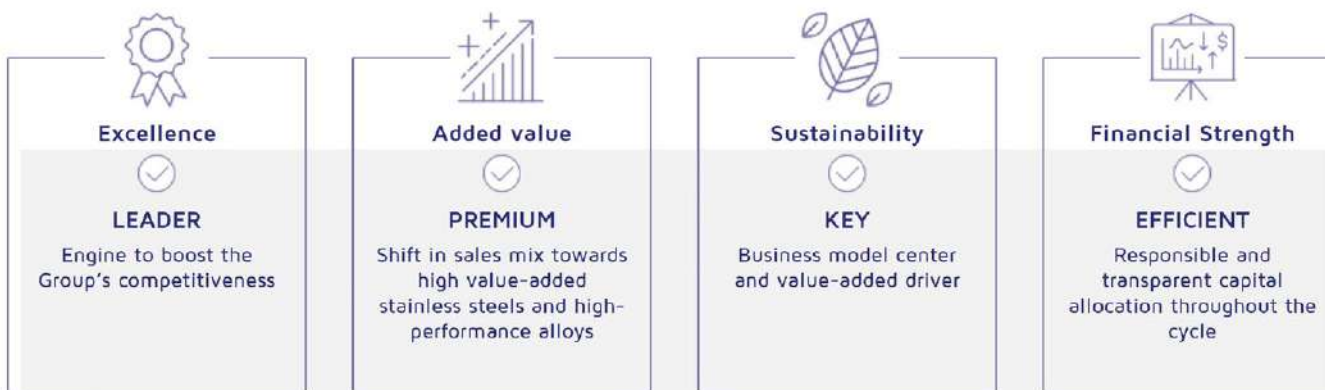 Excellence
LEADER
Engine to boost the
Group's competitiveness
Added value
PREMIUM
Shift in sales mix towards
high value-added
stainless steels and high-
performance alloys
Sustainability
KEY
Business model center
and value-added driver
$
Financial Strength
EFFICIENT
Responsible and
transparent capital
allocation throughout the
cycle